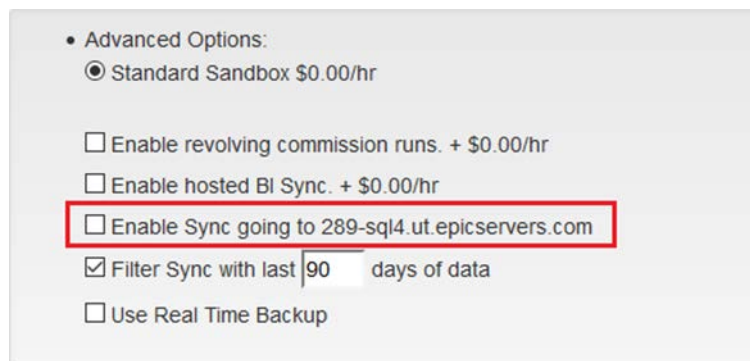 Advanced Options:
Standard Sandbox $0.00/hr
Enable revolving commission runs. + $0.00/hr
Enable hosted BI Sync. + $0.00/hr
Enable Sync going to 289-sql4.ut.epicservers.com
Filter Sync with last 90 days of data
Use Real Time Backup